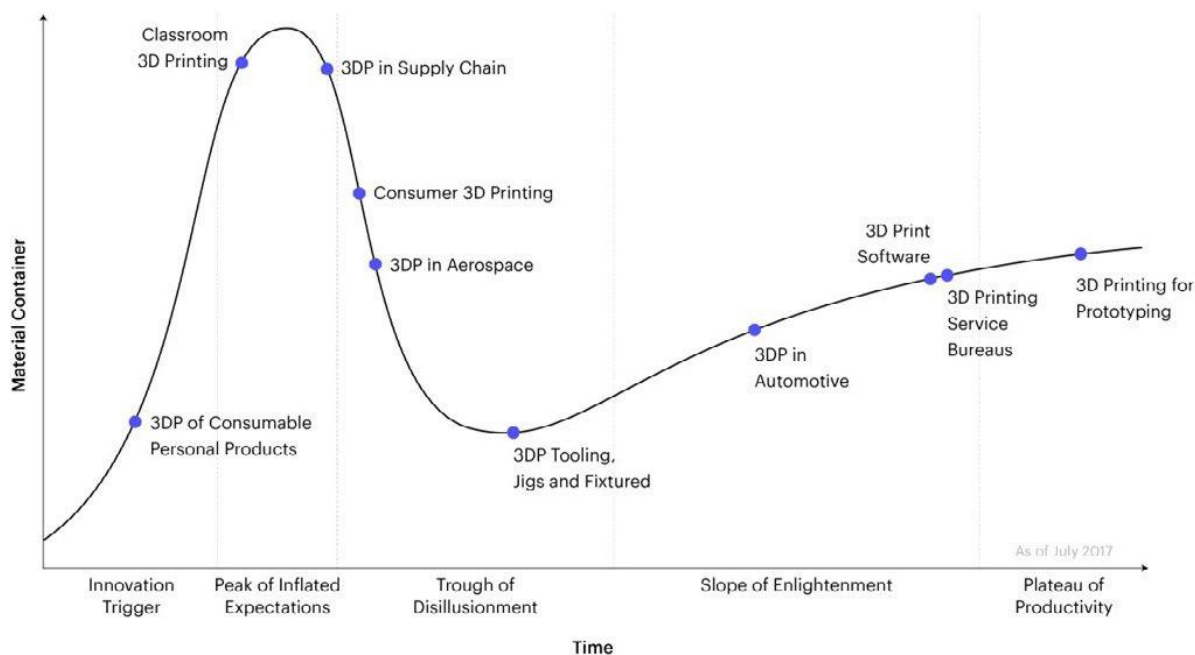 Classroom
3D Printing
3DP in Supply Chain
Consumer 3D Printing
3DP in Aerospace
3DP of Consumable
Personal Products
3DP Tooling,
Jigs and Fixtured
3DP in
Automotive
3D Print
Software
3D Printing
Service
Bureaus
3D Printing for
Prototyping
Material Container
As of July 2017
Innovation
Trigger
Peak of Inflated
Expectations
Trough of
Disillusionment
Slope of Enlightenment
Plateau of
Productivity
Time